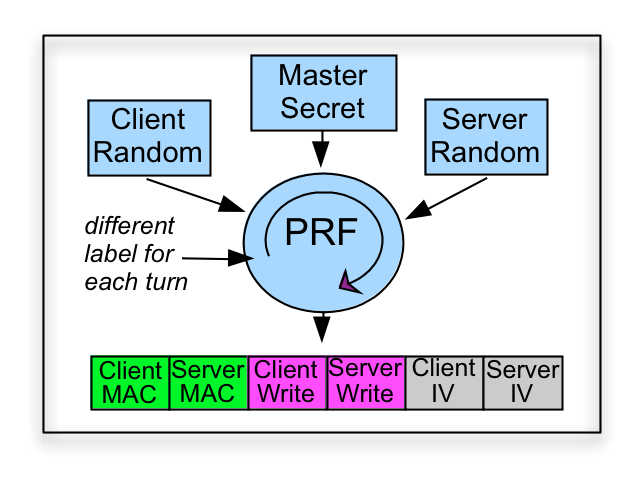 Master
Secret
Client
Random
Server
Random
different
label for
each turn
PRF
Client
MAC
Server
MAC
Client
Write
Server
Write
Client
IV
Server
IV